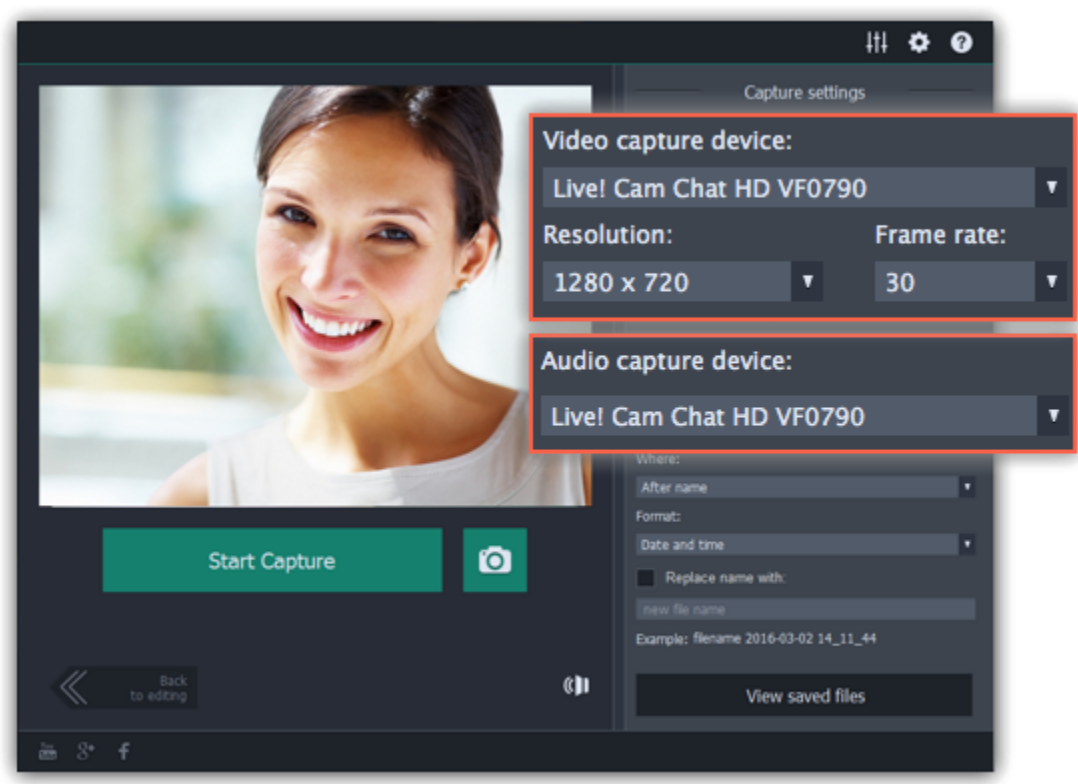 Capture settings
Video capture device:
Live! Cam Chat HD VF0790
Resolution:
Frame rate:
1280 x 720
30
Audio capture device:
Live! Cam Chat HD VF0790
Where:
After name
Format:
Date and time
Replace name with:
new file name
Example: filename 2016-03-02 14_11_44
View saved files
Start Capture
Back
to editing